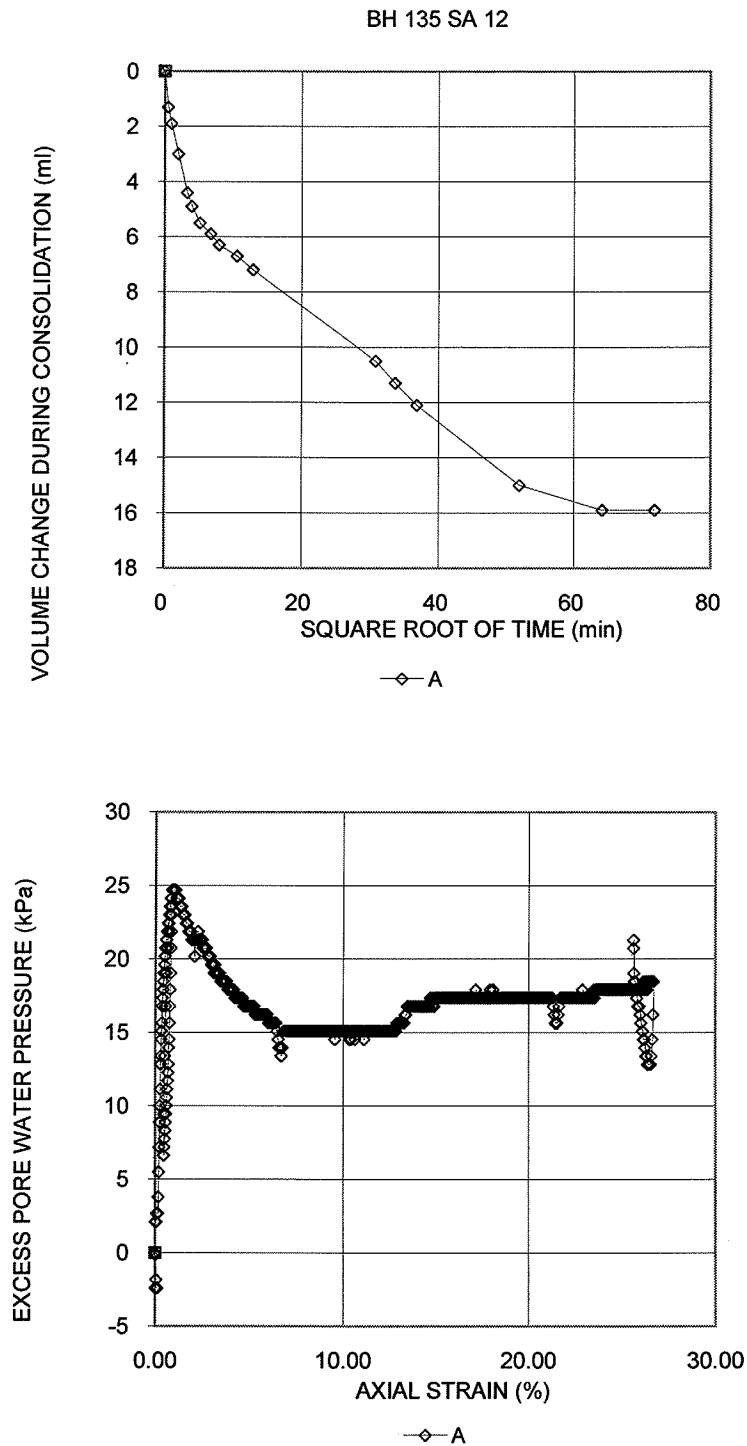 BH 135 SA 12
VOLUME CHANGE DURING CONSOLIDATION (ml)
0
2
4
6
8
10
12
14
16
18
0 20 40 60 80
SQUARE ROOT OF TIME (min)
A
EXCESS PORE WATER PRESSURE (kPa)
30
25
20
15
10
5
0
-5
0.00 10.00 20.00 30.00
AXIAL STRAIN (%)
A